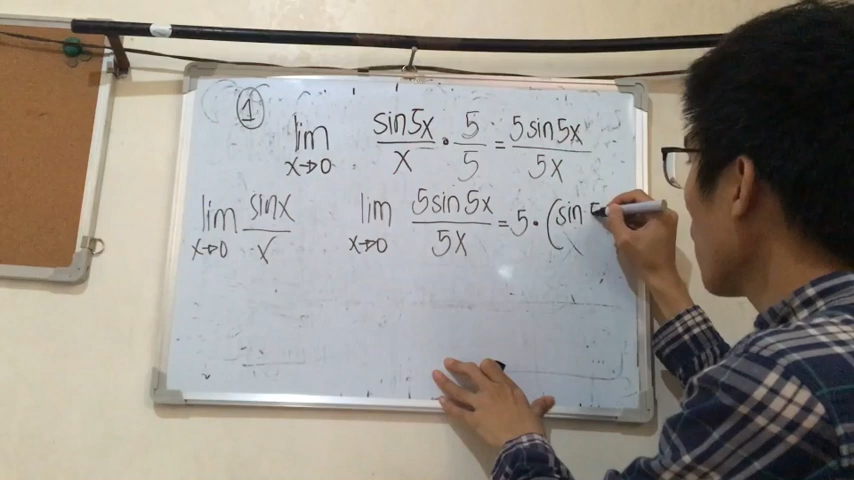 1
lim x→0 sin5x/x • 5/5 = 5sin5x/5x
lim x→0 sinx/x
lim x→0 5sin5x/5x = 5 • (sin 5